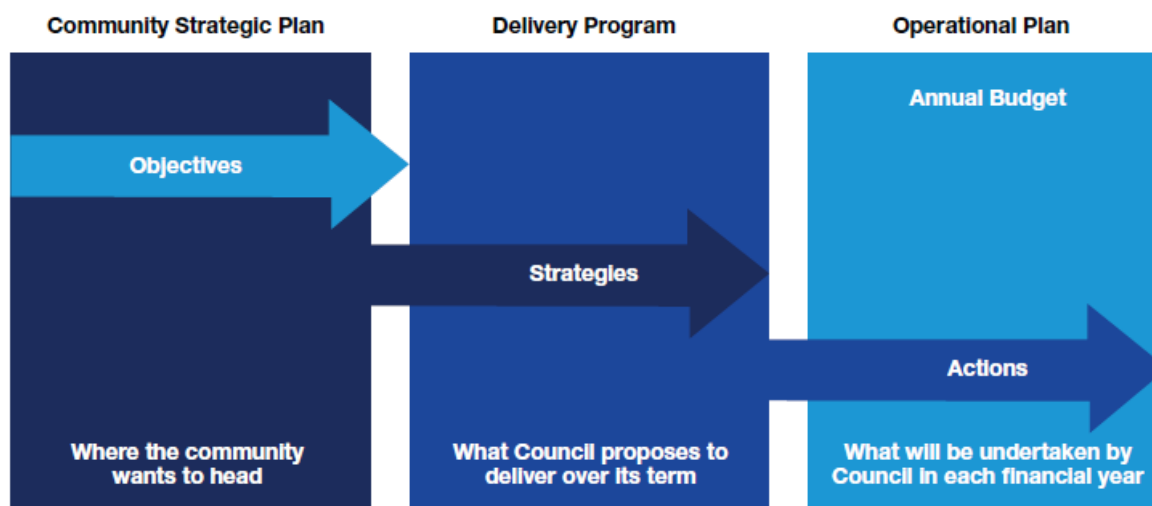 Community Strategic Plan
Delivery Program
Operational Plan
Annual Budget
Objectives
Strategies
Actions
Where the community
wants to head
What Council proposes to
deliver over its term
What will be undertaken by
Council in each financial year